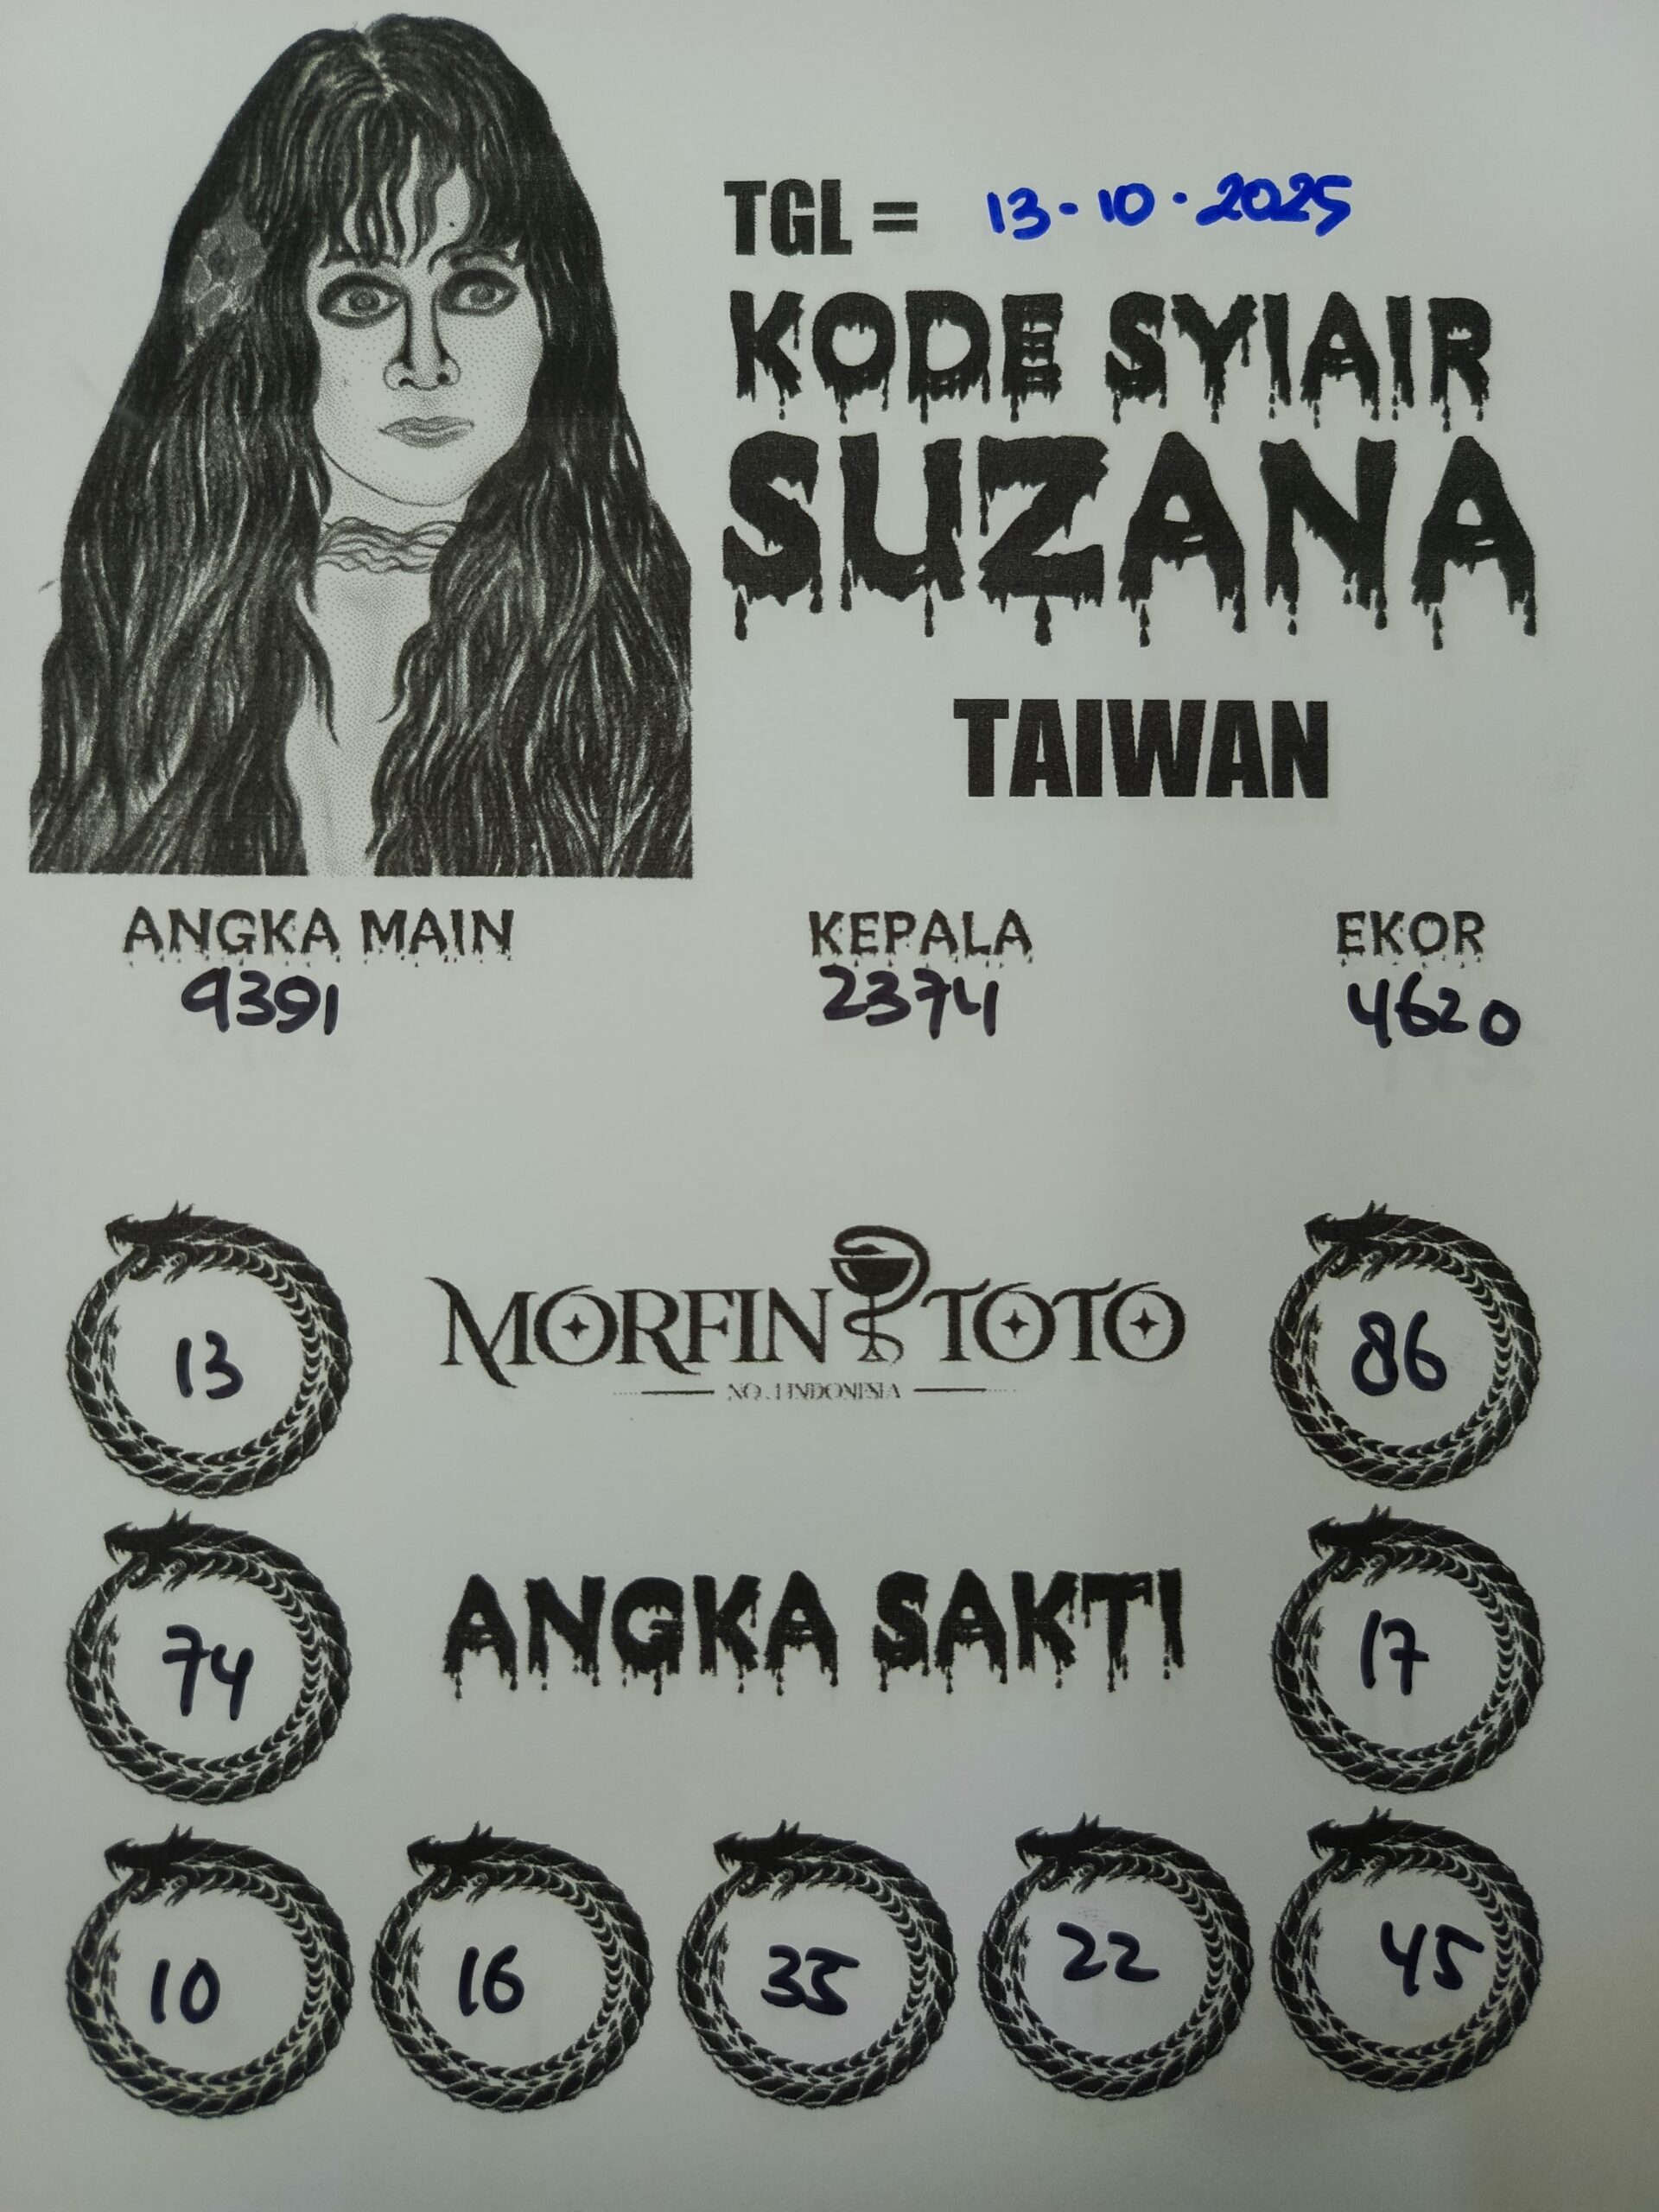 TGL = 13-10-2025
KODE SYIAIR
SUZANA
TAIWAN
ANGKA MAIN KEPALA EKOR
9391 2374 4620
13 MORFIN TOTO 86
NO.1 INDONESIA
74 ANGKA SAKTI 17
10 16 35 22 45